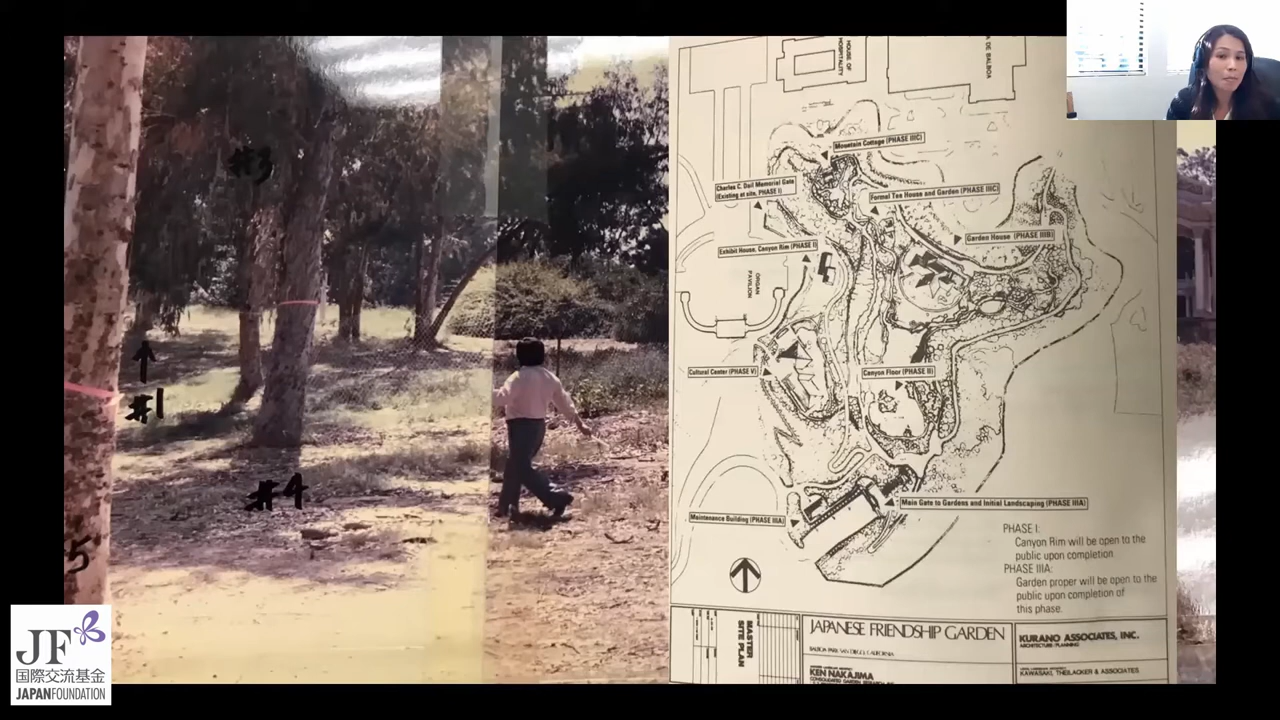 #3
#1
#4
5
HOUSE OF
HOSPITALITY
DE BALBOA
Mountain Cottage (PHASE IIIC)
Charles C. Dail Memorial Gate
(Existing at site, PHASE I)
Formal Tea House and Garden (PHASE IIIC)
Garden House (PHASE IIIB)
Exhibit House, Canyon Rim (PHASE I)
ORGAN
PAVILION
Cultural Center (PHASE V)
Canyon Floor (PHASE II)
Main Gate to Gardens and Initial Landscaping (PHASE IIIA)
Maintenance Building (PHASE IIIA)
PHASE I:
Canyon Rim will be open to the
public upon completion.
PHASE IIIA:
Garden proper will be open to the
public upon completion of
this phase.
MASTER
SITE PLAN
JAPANESE FRIENDSHIP GARDEN
BALBOA PARK, SAN DIEGO, CALIFORNIA
KEN NAKAJIMA
KURANO ASSOCIATES, INC.
ARCHITECTURE/PLANNING
KAWASAKI, THEILACKER & ASSOCIATES
JF
国際交流基金
JAPANFOUNDATION